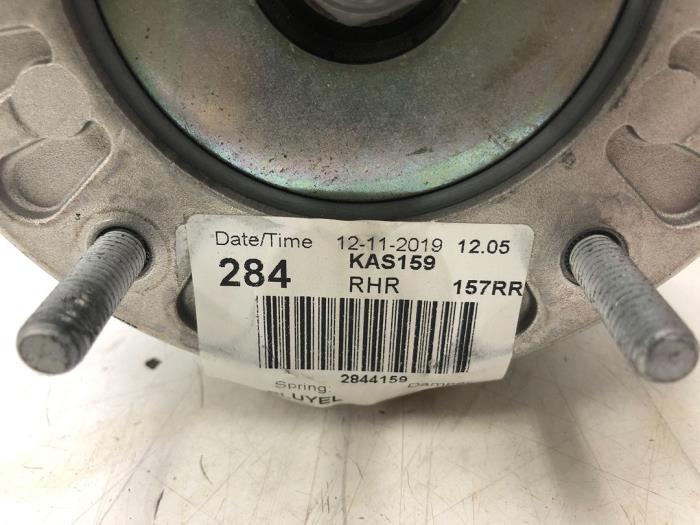 Date/Time 12-11-2019 12.05
284 KAS159
RHR 157RR
2844159
Spring: